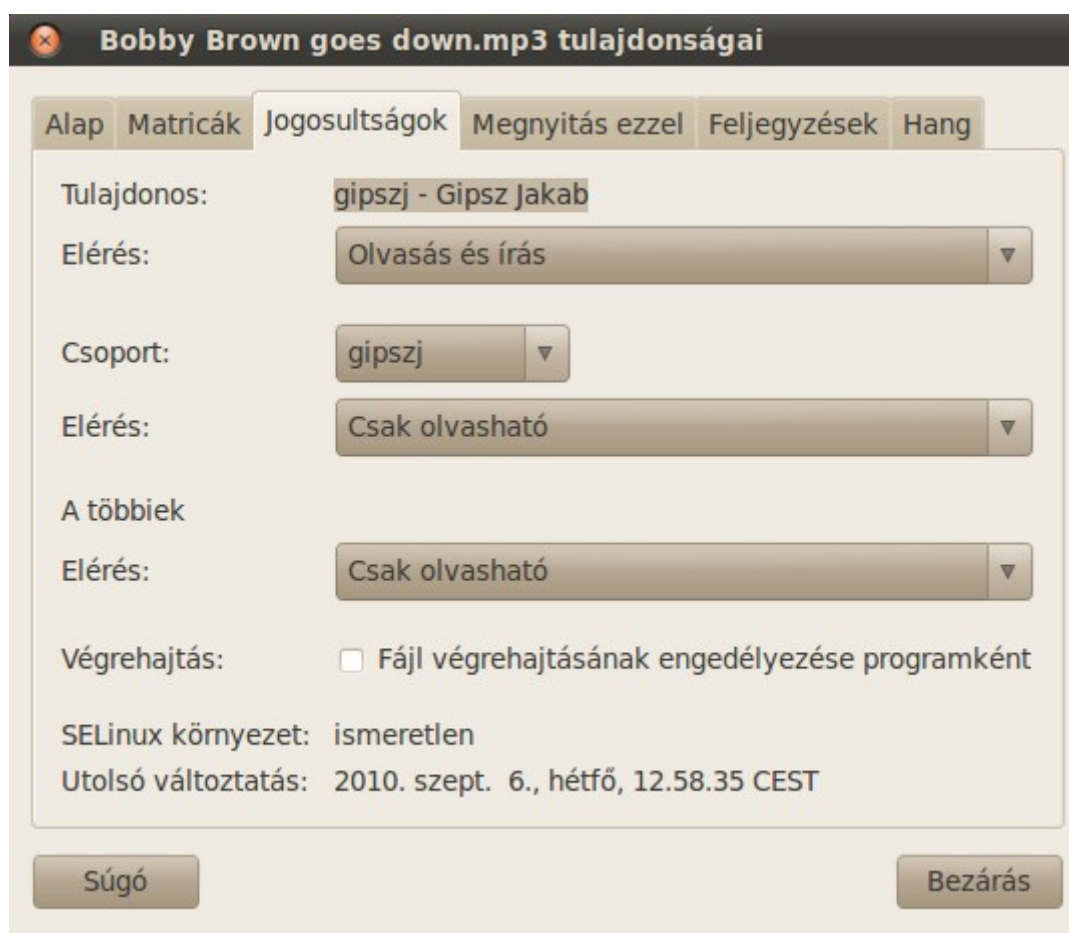 Bobby Brown goes down.mp3 tulajdonságai
Alap Matricák Jogosultságok Megnyitás ezzel Feljegyzések Hang
Tulajdonos: gipszj - Gipsz Jakab
Elérés: Olvasás és írás
Csoport: gipszj
Elérés: Csak olvasható
A többiek
Elérés: Csak olvasható
Végrehajtás: Fájl végrehajtásának engedélyezése programként
SELinux környezet: ismeretlen
Utolsó változtatás: 2010. szept. 6., hétfő, 12.58.35 CEST
Súgó Bezárás